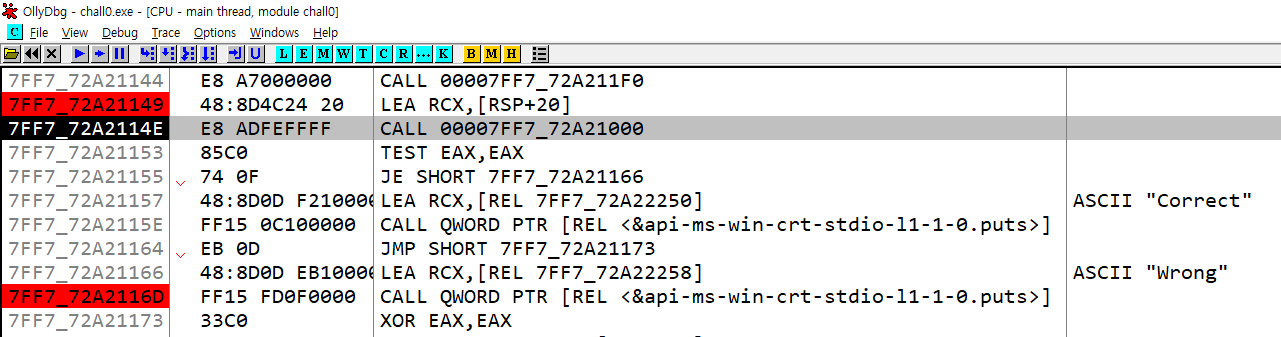 OllyDbg - chall0.exe - [CPU - main thread, module chall0]
C File View Debug Trace Options Windows Help
L E M W T C R ... K B M H
7FF7_72A21144 E8 A7000000 CALL 00007FF7_72A211F0
7FF7_72A21149 48:8D4C24 20 LEA RCX,[RSP+20]
7FF7_72A2114E E8 ADFEFFFF CALL 00007FF7_72A21000
7FF7_72A21153 85C0 TEST EAX,EAX
7FF7_72A21155 74 0F JE SHORT 7FF7_72A21166
7FF7_72A21157 48:8D0D F210000 LEA RCX,[REL 7FF7_72A22250] ASCII "Correct"
7FF7_72A2115E FF15 0C100000 CALL QWORD PTR [REL <&api-ms-win-crt-stdio-l1-1-0.puts>]
7FF7_72A21164 EB 0D JMP SHORT 7FF7_72A21173
7FF7_72A21166 48:8D0D EB10000 LEA RCX,[REL 7FF7_72A22258] ASCII "Wrong"
7FF7_72A2116D FF15 FD0F0000 CALL QWORD PTR [REL <&api-ms-win-crt-stdio-l1-1-0.puts>]
7FF7_72A21173 33C0 XOR EAX,EAX